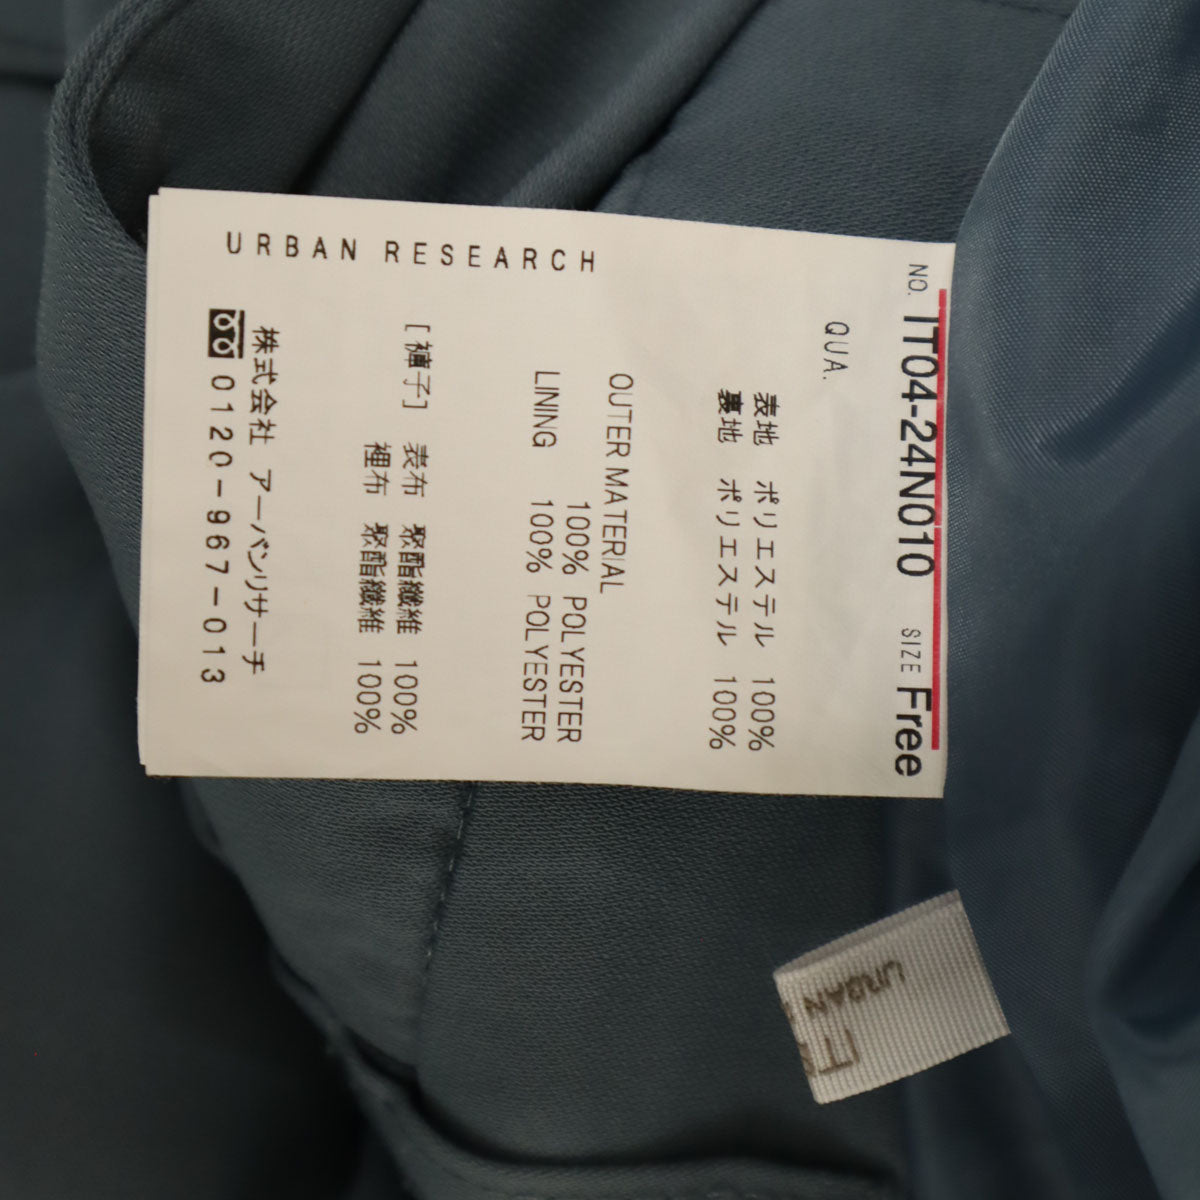 NO. IT04-24N010 SIZE Free
QUA.
表地 ポリエステル 100%
裏地 ポリエステル 100%
OUTER MATERIAL
100% POLYESTER
LINING 100% POLYESTER
[褲子] 表布 聚酯纖維 100%
裡布 聚酯纖維 100%
株式会社 アーバンリサーチ
0120-967-013
URBAN RESEARCH
URBAN